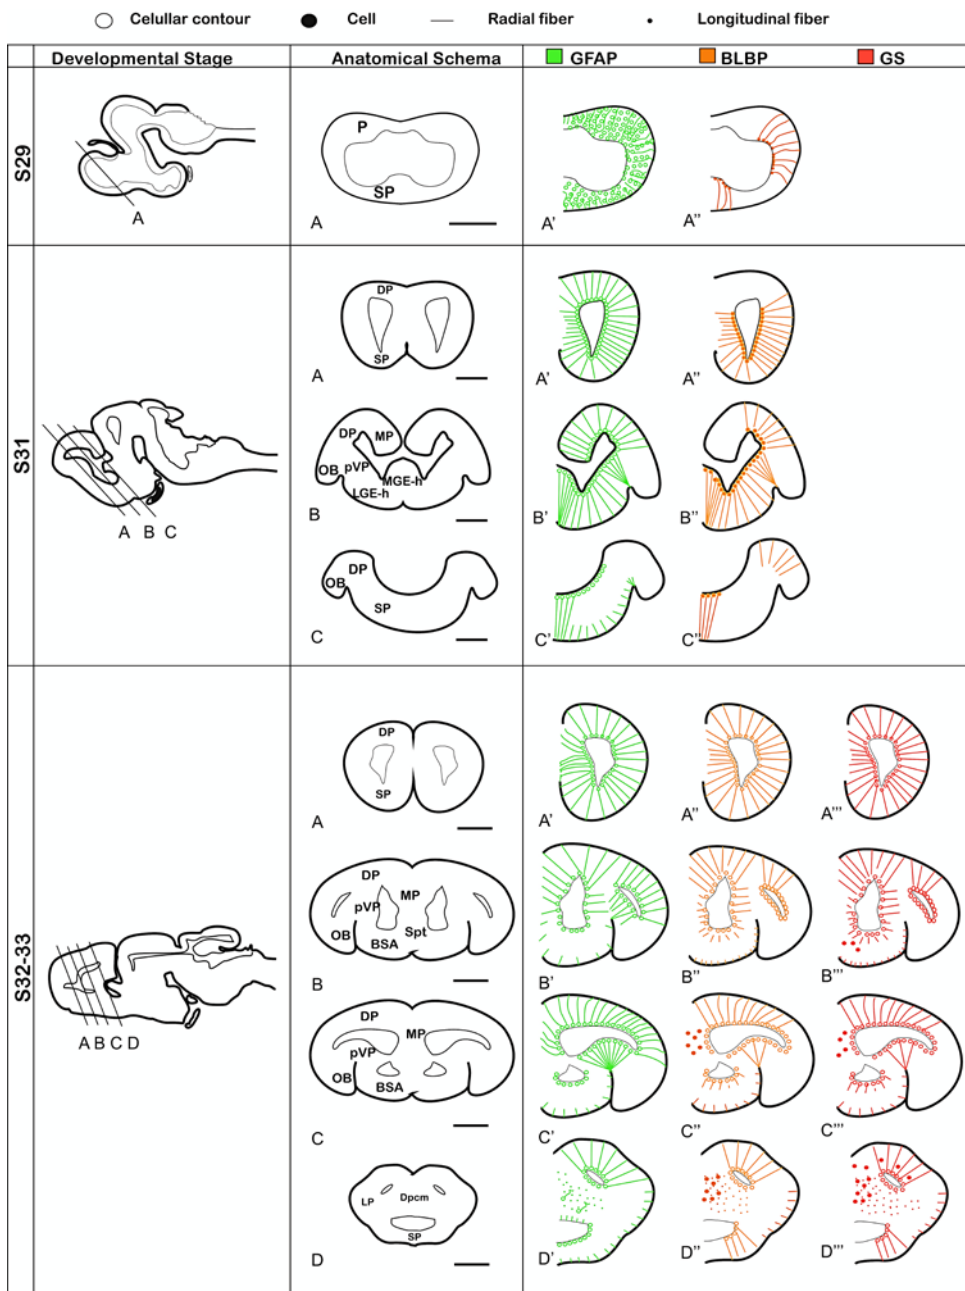 Celullar contour Cell Radial fiber Longitudinal fiber
Developmental Stage Anatomical Schema GFAP BLBP GS
S29
A
P
SP
A A' A''
S31
A B C
DP
SP
A A' A''
DP MP
OB pVP MGE-h
LGE-h
B B' B''
DP
OB
SP
C C' C''
S32-33
A B C D
DP
SP
A A' A'' A'''
DP
MP
pVP
OB Spt
BSA
B B' B'' B'''
DP
MP
pVP
OB BSA
C C' C'' C'''
LP Dpcm
SP
D D' D'' D'''